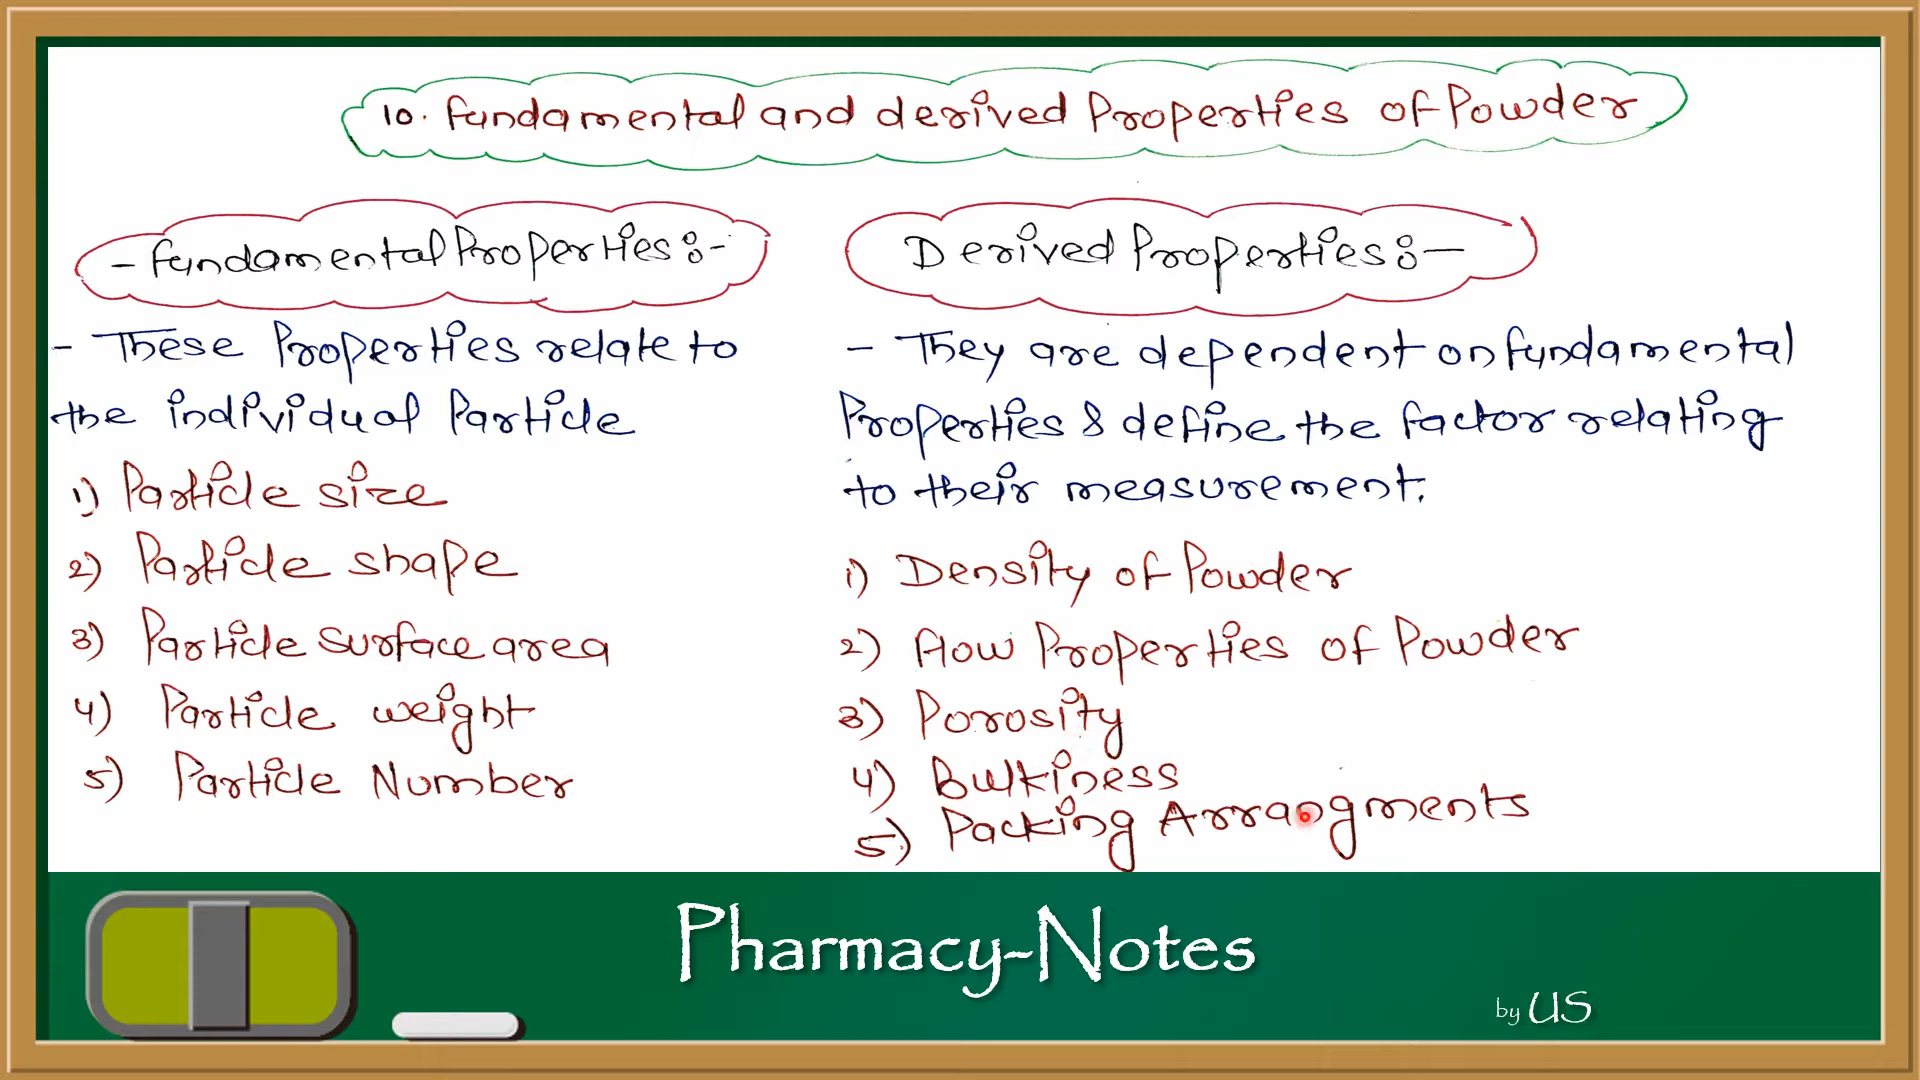 10. Fundamental and derived Properties of Powder
- Fundamental Properties:-
- These Properties relate to
the individual Particle
1) Particle size
2) Particle shape
3) Particle surface area
4) Particle weight
5) Particle Number
Derived Properties:-
- They are dependent on fundamental
Properties & define the factor relating
to their measurement.
1) Density of Powder
2) flow Properties of Powder
3) Porosity
4) Bulkiness
5) Packing Arrangments
Pharmacy-Notes
by US